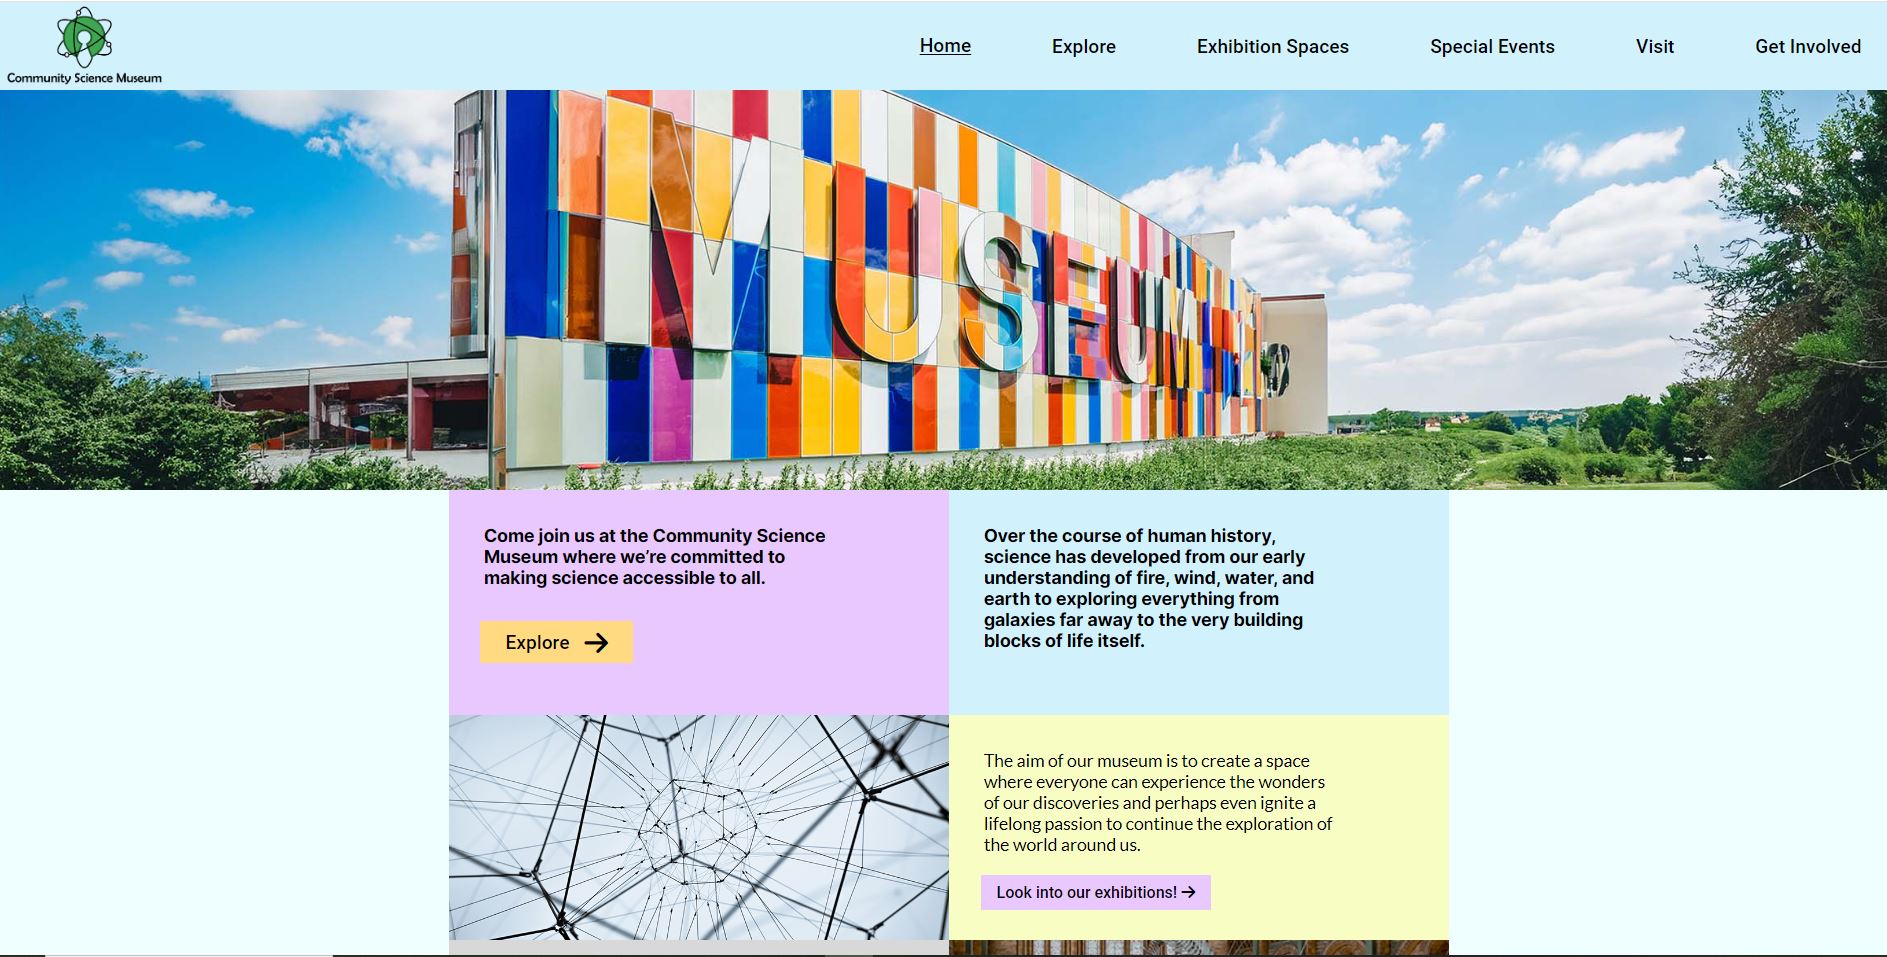 Community Science Museum
Home
Explore
Exhibition Spaces
Special Events
Visit
Get Involved
MUSEUM
Come join us at the Community Science
Museum where we’re committed to
making science accessible to all.
Explore
Over the course of human history,
science has developed from our early
understanding of fire, wind, water, and
earth to exploring everything from
galaxies far away to the very building
blocks of life itself.
The aim of our museum is to create a space
where everyone can experience the wonders
of our discoveries and perhaps even ignite a
lifelong passion to continue the exploration of
the world around us.
Look into our exhibitions!